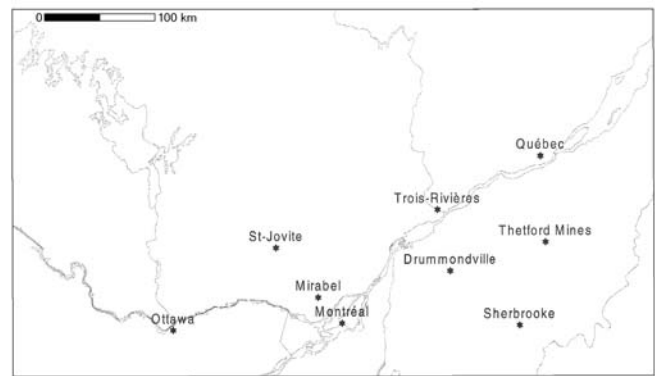 0 100 km
Québec
Trois-Rivières
St-Jovite
Thetford Mines
Drummondville
Mirabel
Montréal
Ottawa
Sherbrooke